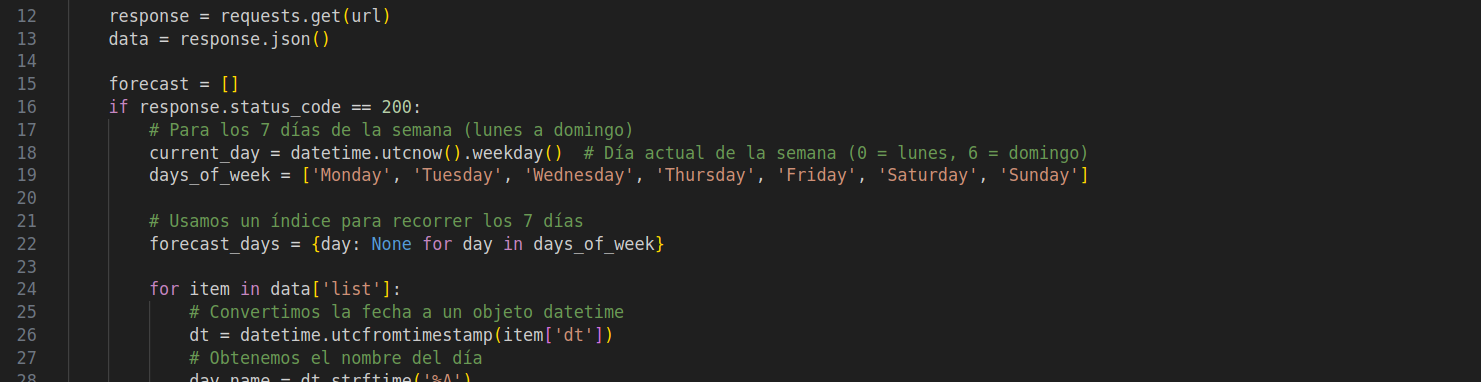 12 response = requests.get(url)
13 data = response.json()
14
15 forecast = []
16 if response.status_code == 200:
17 # Para los 7 días de la semana (lunes a domingo)
18 current_day = datetime.utcnow().weekday()  # Día actual de la semana (0 = lunes, 6 = domingo)
19 days_of_week = ['Monday', 'Tuesday', 'Wednesday', 'Thursday', 'Friday', 'Saturday', 'Sunday']
20
21 # Usamos un índice para recorrer los 7 días
22 forecast_days = {day: None for day in days_of_week}
23
24 for item in data['list']:
25 # Convertimos la fecha a un objeto datetime
26 dt = datetime.utcfromtimestamp(item['dt'])
27 # Obtenemos el nombre del día
28 day_name = dt.strftime('%A')